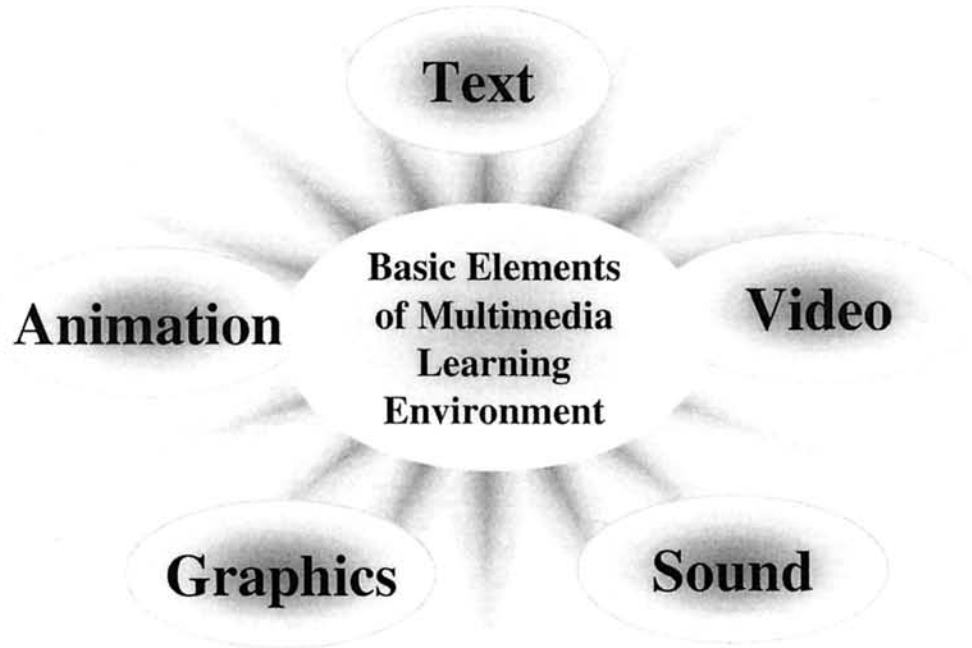 Text
Basic Elements
of Multimedia
Learning
Environment
Animation
Video
Graphics
Sound